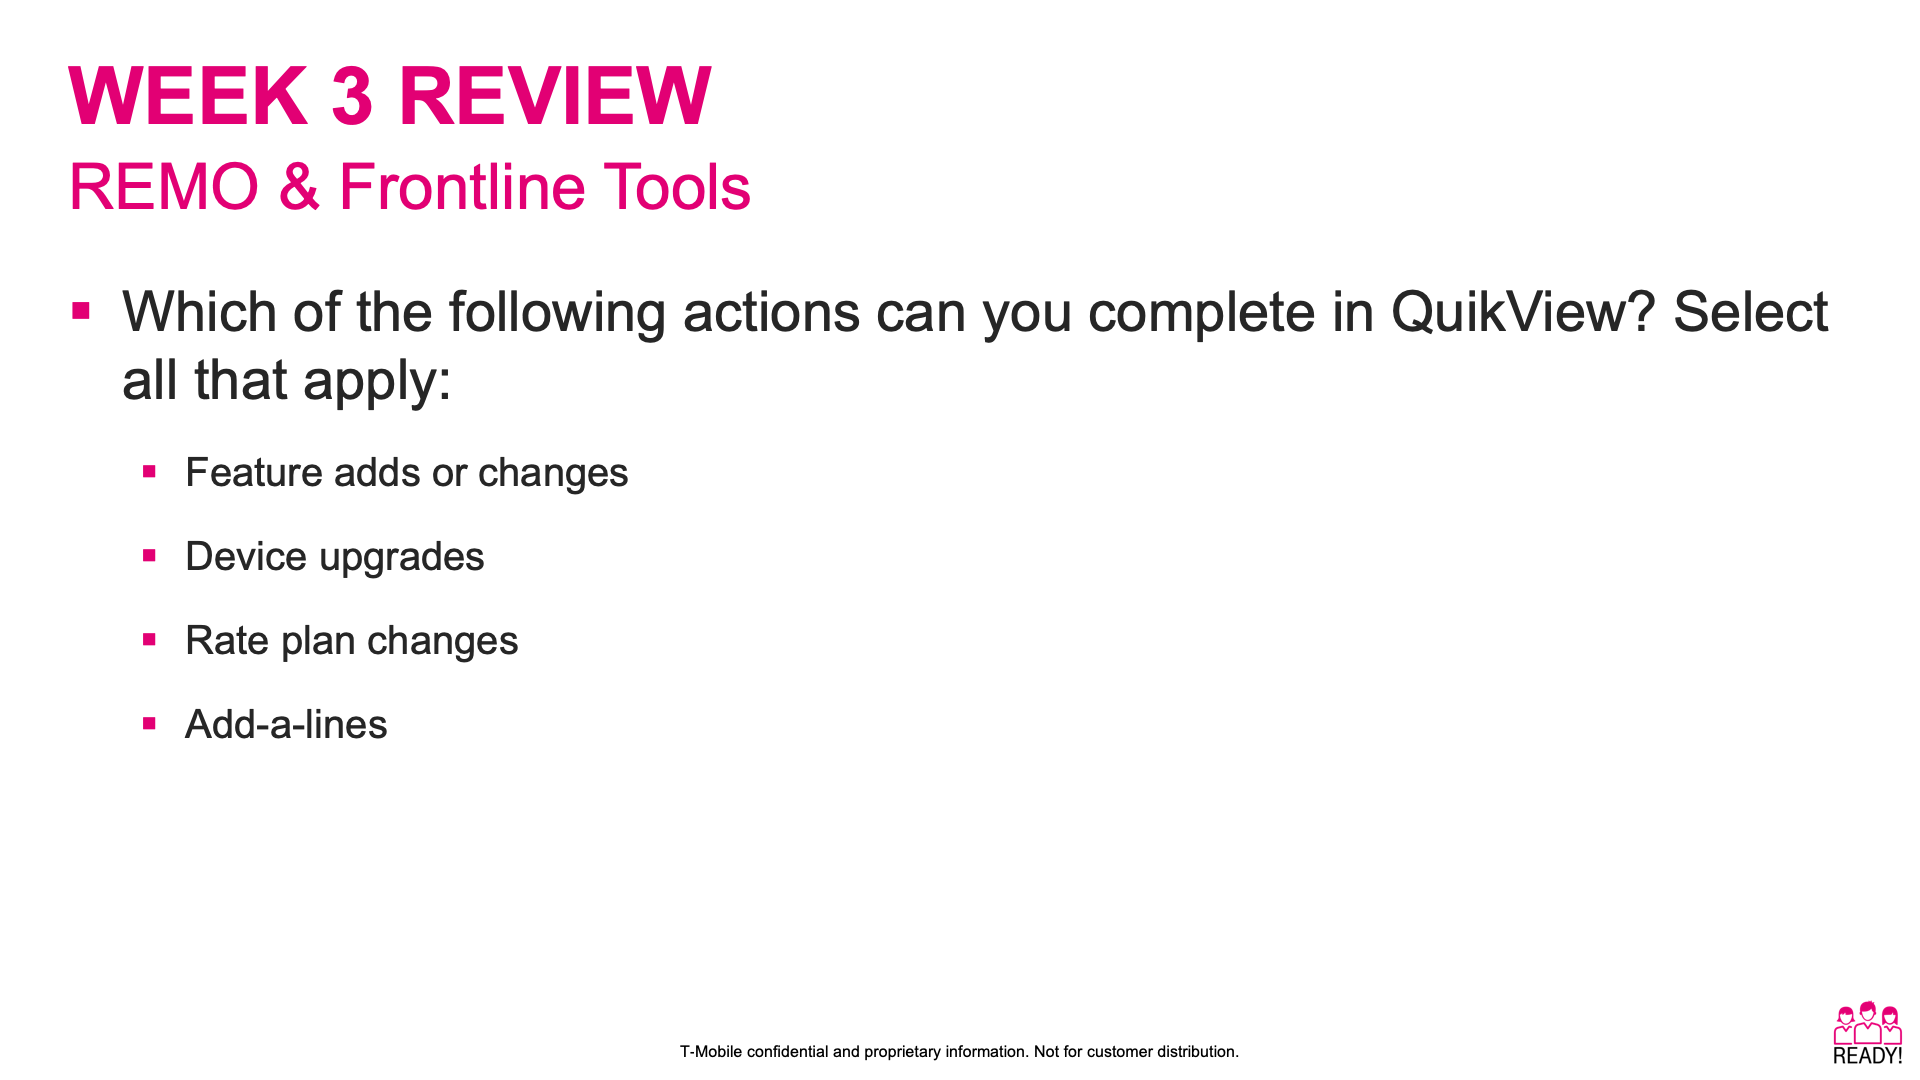 WEEK 3 REVIEW
REMO & Frontline Tools
Which of the following actions can you complete in QuikView? Select
all that apply:
Feature adds or changes
Device upgrades
Rate plan changes
Add-a-lines
T-Mobile confidential and proprietary information. Not for customer distribution.
READY!